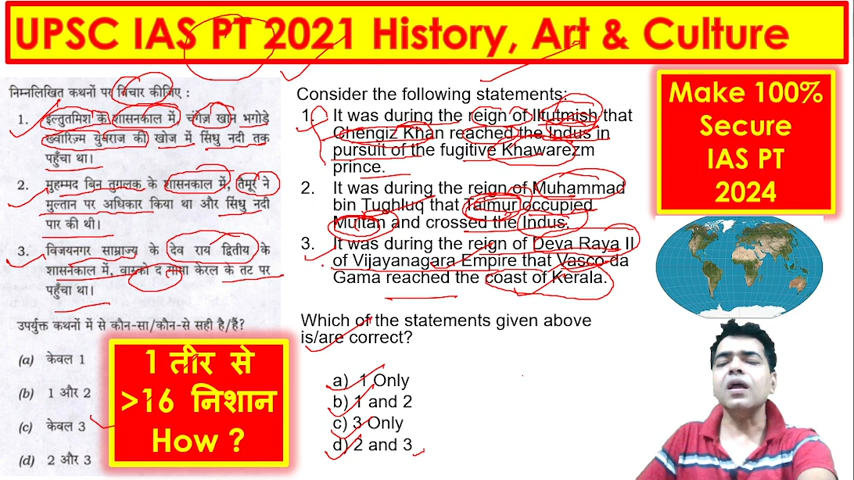 UPSC IAS PT 2021 History, Art & Culture
निम्नलिखित कथनों पर विचार कीजिए :
1. इल्तुतमिश के शासनकाल में, चंगेज़ खान भगोड़े
ख्वारिज्म युवराज की खोज में सिंधु नदी तक
पहुँचा था।
2. मुहम्मद बिन तुगलक के शासनकाल में, तैमूर ने
मुल्तान पर अधिकार किया था और सिंधु नदी
पार की थी।
3. विजयनगर साम्राज्य के देव राय द्वितीय के
शासनकाल में, वास्को द गामा केरल के तट पर
पहुँचा था।
उपर्युक्त कथनों में से कौन-सा/कौन-से सही है/हैं?
(a) केवल 1
(b) 1 और 2
(c) केवल 3
(d) 2 और 3
1 तीर से
>16 निशान
How ?
Consider the following statements:
1. It was during the reign of Iltutmish that
Chengiz Khan reached the Indus in
pursuit of the fugitive Khawarezm
prince.
2. It was during the reign of Muhammad
bin Tughluq that Taimur occupied
Multan and crossed the Indus.
3. It was during the reign of Deva Raya II
of Vijayanagara Empire that Vasco da
Gama reached the coast of Kerala.
Which of the statements given above
is/are correct?
a) 1 Only
b) 1 and 2
c) 3 Only
d) 2 and 3
Make 100%
Secure
IAS PT
2024